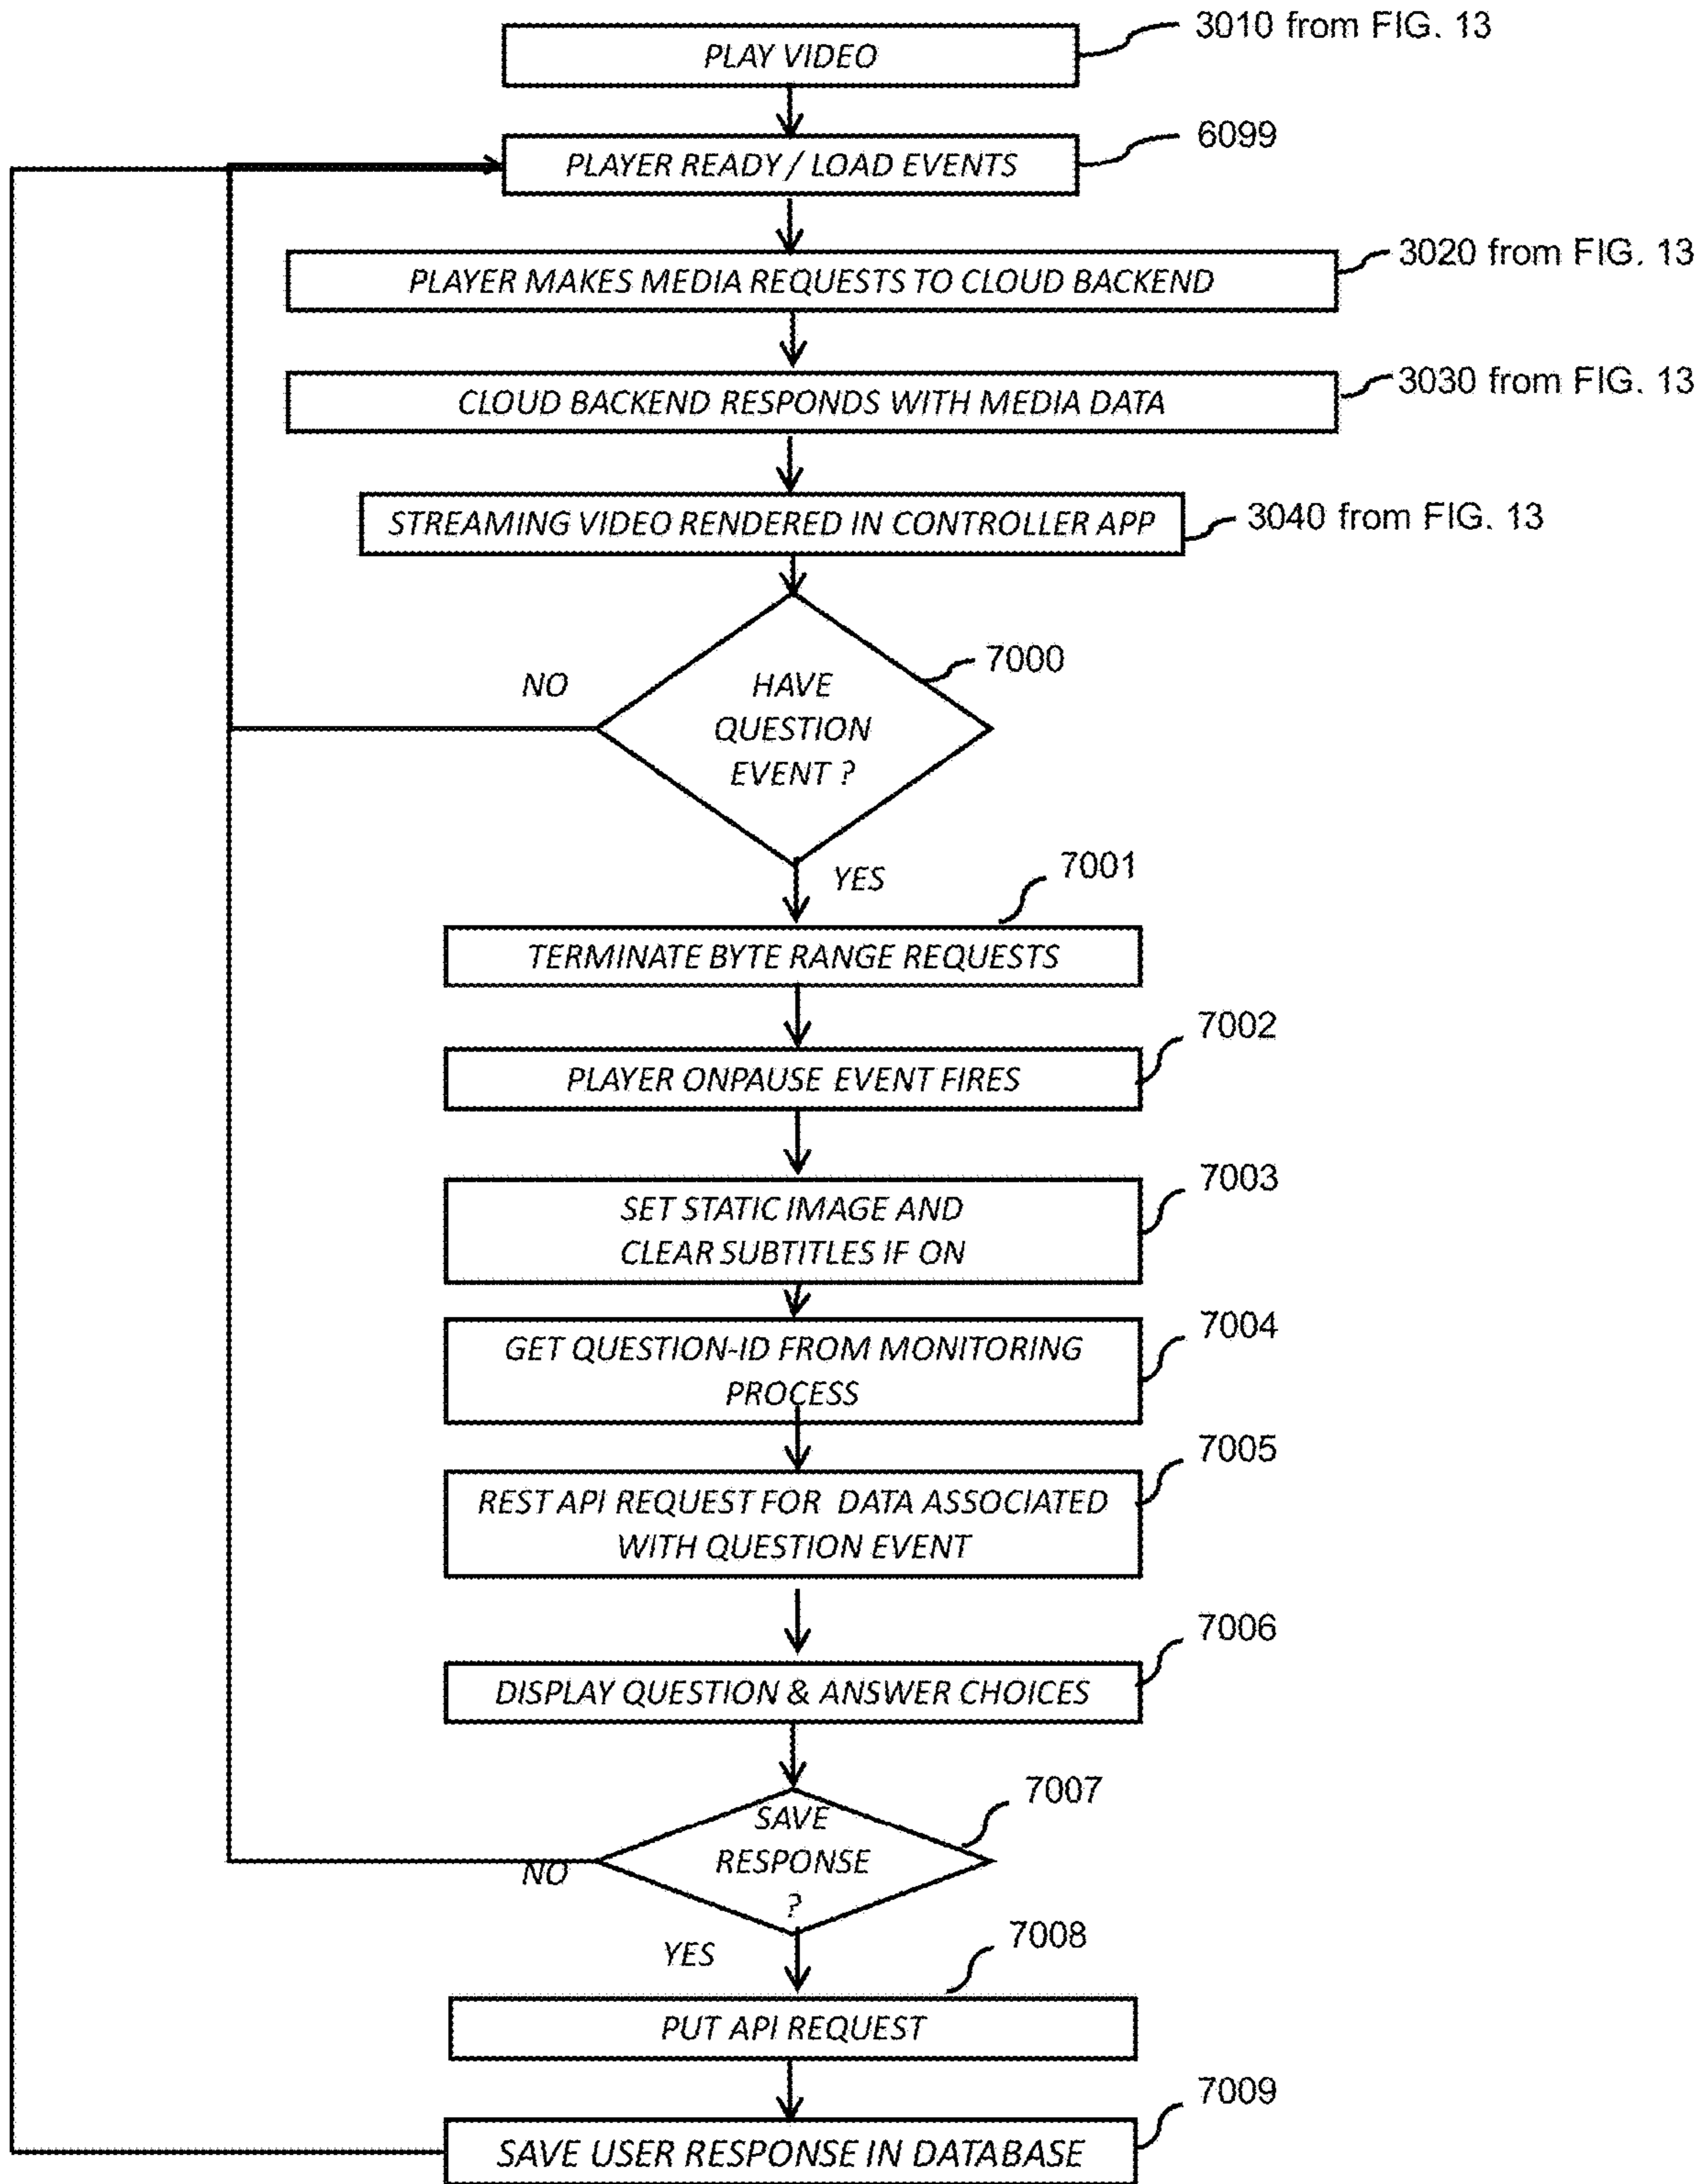 3010 from FIG. 13
PLAY VIDEO
6099
PLAYER READY / LOAD EVENTS
3020 from FIG. 13
PLAYER MAKES MEDIA REQUESTS TO CLOUD BACKEND
3030 from FIG. 13
CLOUD BACKEND RESPONDS WITH MEDIA DATA
3040 from FIG. 13
STREAMING VIDEO RENDERED IN CONTROLLER APP
7000
NO
HAVE
QUESTION
EVENT ?
YES
7001
TERMINATE BYTE RANGE REQUESTS
7002
PLAYER ONPAUSE EVENT FIRES
7003
SET STATIC IMAGE AND
CLEAR SUBTITLES IF ON
7004
GET QUESTION-ID FROM MONITORING
PROCESS
7005
REST API REQUEST FOR DATA ASSOCIATED
WITH QUESTION EVENT
7006
DISPLAY QUESTION & ANSWER CHOICES
7007
SAVE
RESPONSE
?
NO
YES
7008
PUT API REQUEST
7009
SAVE USER RESPONSE IN DATABASE